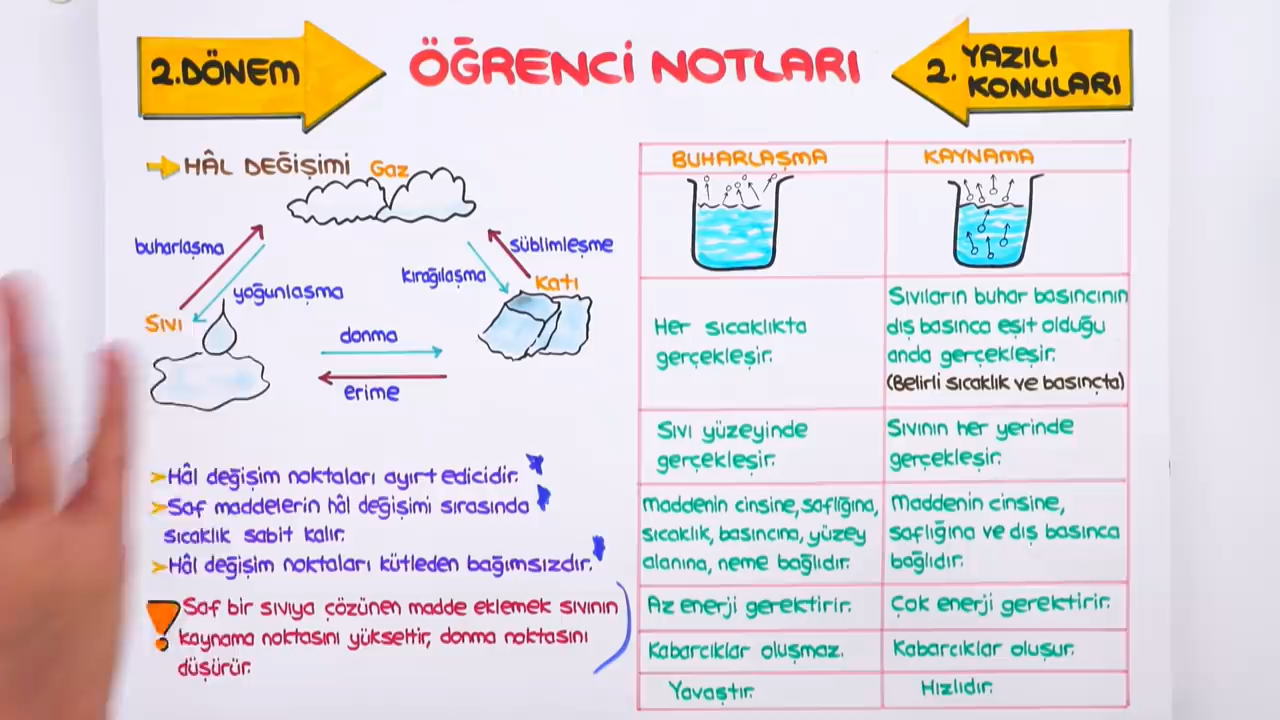 2.DÖNEM
ÖĞRENCİ NOTLARI
2. YAZILI
KONULARI
HÂL DEĞİŞİMİ
Gaz
buharlaşma
yoğunlaşma
süblimleşme
kırağılaşma
Katı
Sıvı
donma
erime
Hâl değişim noktaları ayırt edicidir.
Saf maddelerin hâl değişimi sırasında
sıcaklık sabit kalır.
Hâl değişim noktaları kütleden bağımsızdır.
Saf bir sıvıya çözünen madde eklemek sıvının
kaynama noktasını yükseltir, donma noktasını
düşürür.
BUHARLAŞMA
KAYNAMA
Her sıcaklıkta
gerçekleşir.
Sıvıların buhar basıncının
dış basınca eşit olduğu
anda gerçekleşir.
(Belirli sıcaklık ve basınçta)
Sıvı yüzeyinde
gerçekleşir.
Sıvının her yerinde
gerçekleşir.
Maddenin cinsine, saflığına,
sıcaklık, basıncına, yüzey
alanına, neme bağlıdır.
Maddenin cinsine,
saflığına ve dış basınca
bağlıdır.
Az enerji gerektirir.
Çok enerji gerektirir.
Kabarcıklar oluşmaz.
Kabarcıklar oluşur.
Yavaştır.
Hızlıdır.